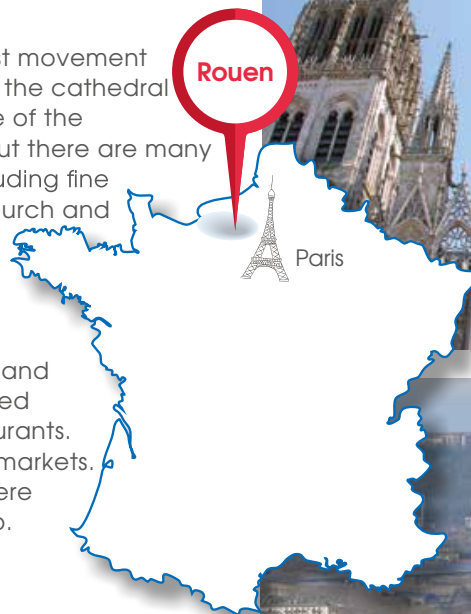 st movement
the cathedral
e of the
ut there are many
uding fine
urch and
and
ed
urants.
markets.
ere
o.
Rouen
Paris